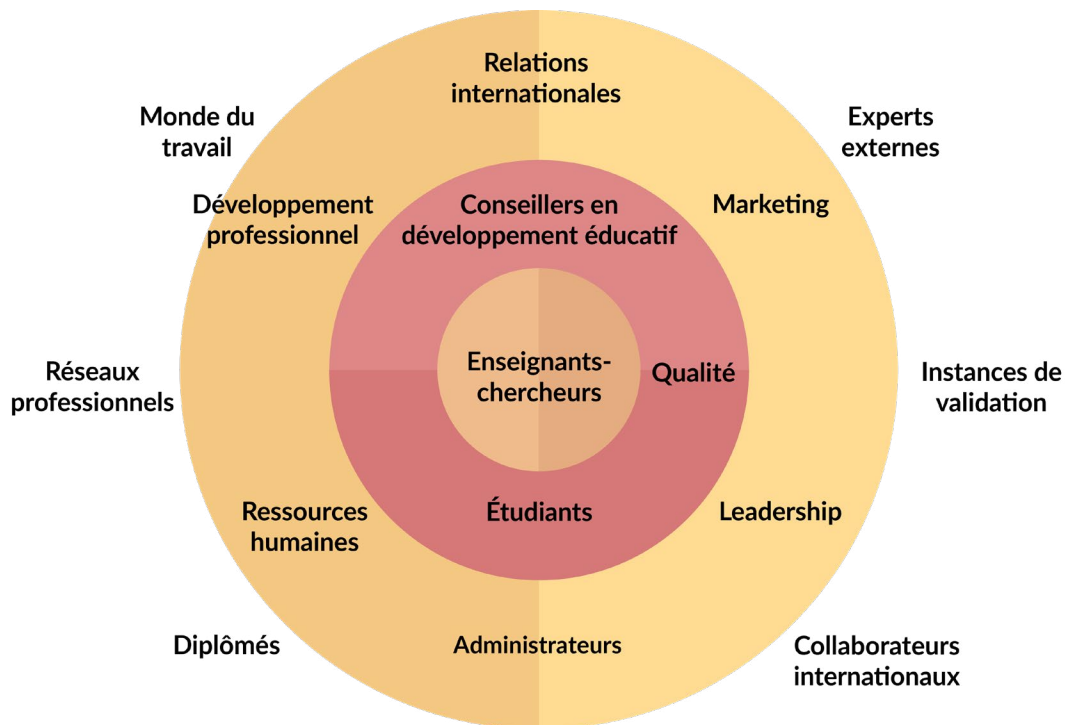 Relations
internationales
Monde du
travail
Experts
externes
Développement
professionnel
Conseillers en
développement éducatif
Marketing
Enseignants-
chercheurs
Qualité
Réseaux
professionnels
Instances de
validation
Ressources
humaines
Étudiants
Leadership
Diplômés
Administrateurs
Collaborateurs
internationaux